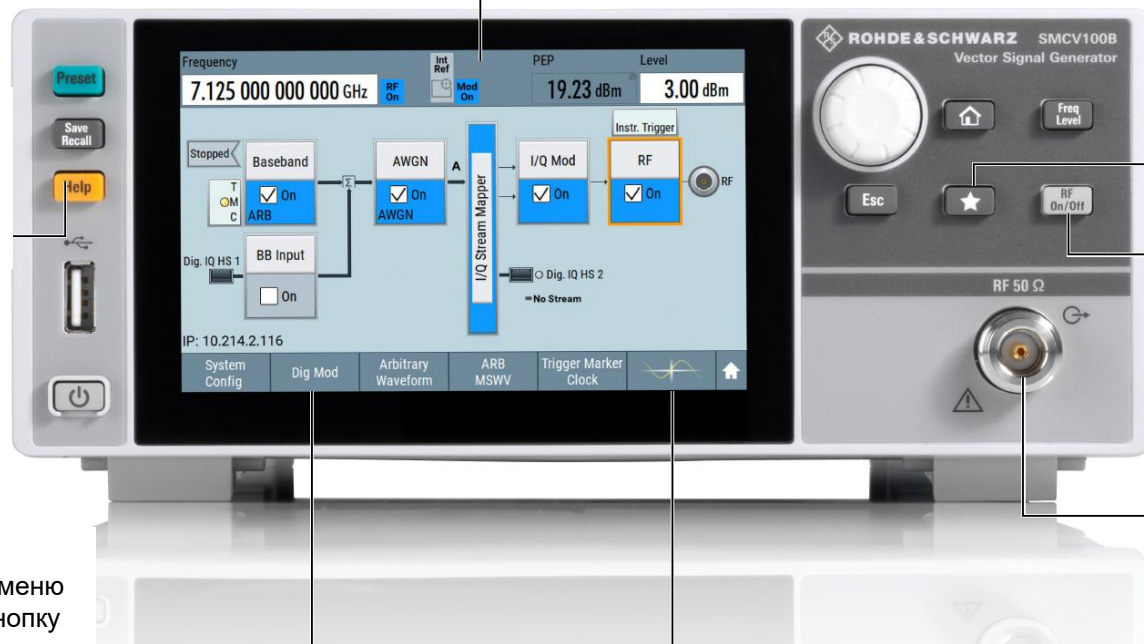 ROHDE&SCHWARZ SMCV100B
Vector Signal Generator
Preset
Save
Recall
Help
Frequency
7.125 000 000 000 GHz
RF
On
Int
Ref
Mod
On
PEP
19.23 dBm
Level
3.00 dBm
Instr. Trigger
Stopped
Baseband
On
ARB
T
M
C
Σ
AWGN
On
AWGN
A
I/Q Stream Mapper
I/Q Mod
On
RF
On
RF
Dig. IQ HS 1
BB Input
On
Dig. IQ HS 2
No Stream
IP: 10.214.2.116
System
Config
Dig Mod
Arbitrary
Waveform
ARB
MSWV
Trigger Marker
Clock
Freq
Level
Esc
RF
On/Off
RF 50 Ω
меню